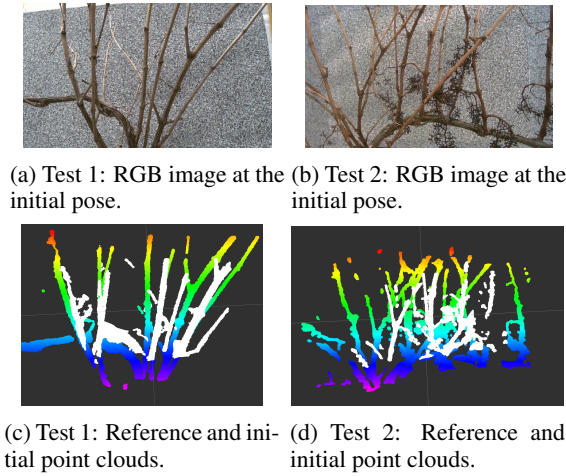 (a) Test 1: RGB image at the
initial pose.
(b) Test 2: RGB image at the
initial pose.
(c) Test 1: Reference and ini-
tial point clouds.
(d) Test 2: Reference and
initial point clouds.